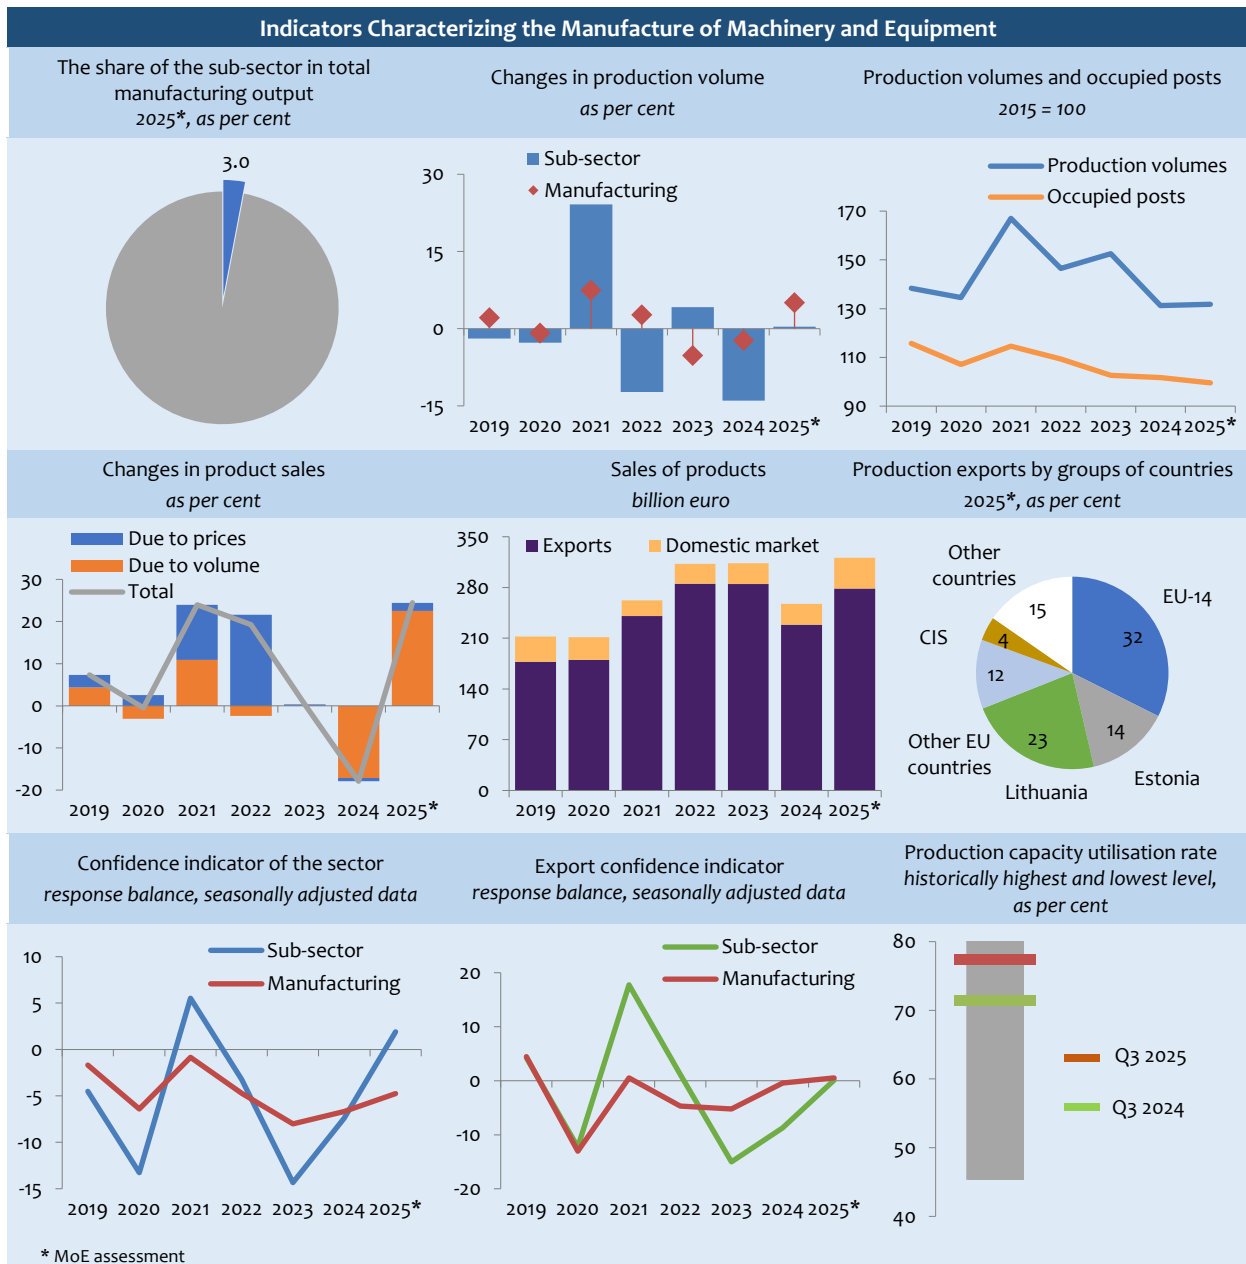 Indicators Characterizing the Manufacture of Machinery and Equipment
The share of the sub-sector in total
manufacturing output
2025*, as per cent
3.0
Changes in production volume
as per cent
Sub-sector
Manufacturing
30
15
0
-15
2019 2020 2021 2022 2023 2024 2025*
Production volumes and occupied posts
2015 = 100
Production volumes
Occupied posts
170
150
130
110
90
2019 2020 2021 2022 2023 2024 2025*
Changes in product sales
as per cent
Due to prices
Due to volume
Total
30
20
10
0
-10
-20
2019 2020 2021 2022 2023 2024 2025*
Sales of products
billion euro
Exports Domestic market
350
280
210
140
70
0
2019 2020 2021 2022 2023 2024 2025*
Production exports by groups of countries
2025*, as per cent
Other
countries
EU-14
15
32
CIS
4
12
14
23
Other EU
countries
Estonia
Lithuania
Confidence indicator of the sector
response balance, seasonally adjusted data
Sub-sector
Manufacturing
10
5
0
-5
-10
-15
2019 2020 2021 2022 2023 2024 2025*
Export confidence indicator
response balance, seasonally adjusted data
Sub-sector
Manufacturing
20
10
0
-10
-20
2019 2020 2021 2022 2023 2024 2025*
Production capacity utilisation rate
historically highest and lowest level,
as per cent
80
70
60
50
40
Q3 2025
Q3 2024
* MoE assessment